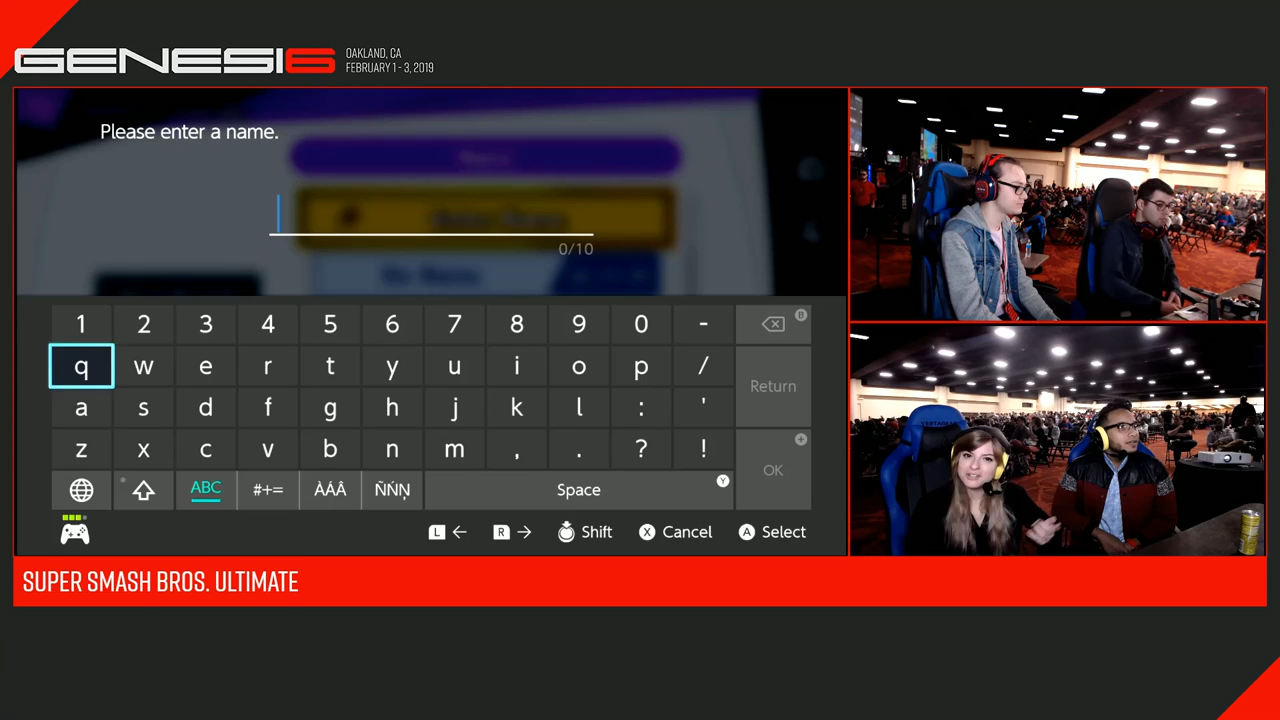 GENESIS6
OAKLAND, CA
FEBRUARY 1 - 3, 2019
Please enter a name.
0/10
1 2 3 4 5 6 7 8 9 0 -
q w e r t y u i o p / Return
a s d f g h j k l : '
z x c v b n m , . ? ! OK
ABC #+= ÀÁÂ ÑŃŅ Space
L ← R → Shift X Cancel A Select
B
+
Y
SUPER SMASH BROS. ULTIMATE